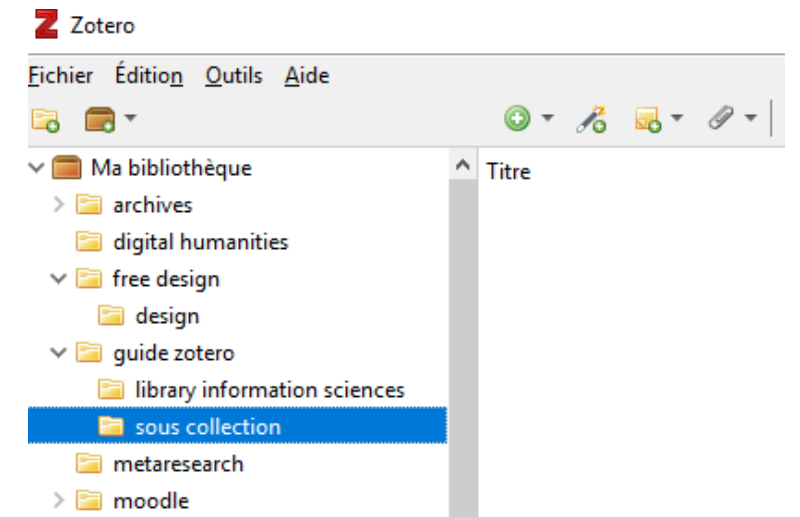 Zotero
Fichier Édition Outils Aide
Ma bibliothèque
Titre
archives
digital humanities
free design
design
guide zotero
library information sciences
sous collection
metaresearch
moodle